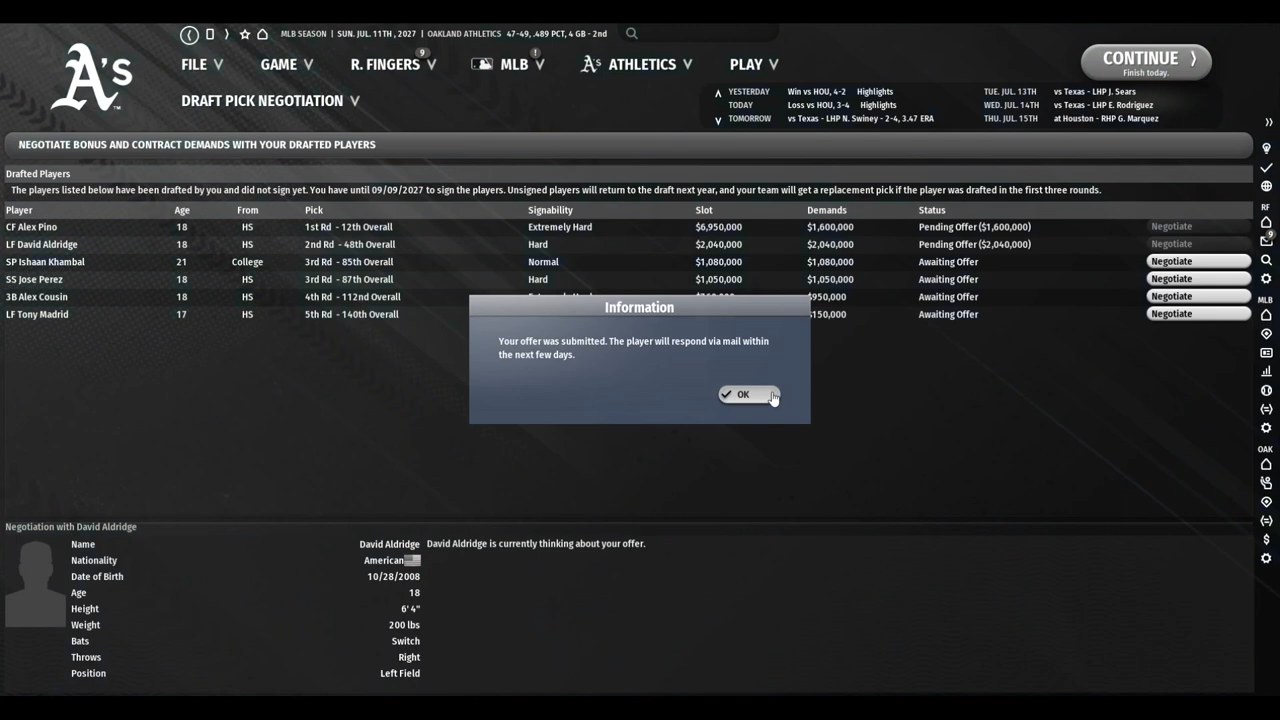 MLB SEASON | SUN. JUL. 11TH , 2027 | OAKLAND ATHLETICS 47-49, .489 PCT, 4 GB - 2nd
A's
FILE GAME R. FINGERS 9 MLB ! A's ATHLETICS PLAY
CONTINUE
Finish today.
DRAFT PICK NEGOTIATION
YESTERDAY Win vs HOU, 4-2 Highlights TUE. JUL. 13TH vs Texas - LHP J. Sears
TODAY Loss vs HOU, 3-4 Highlights WED. JUL. 14TH vs Texas - LHP E. Rodriguez
TOMORROW vs Texas - LHP N. Swiney - 2-4, 3.47 ERA THU. JUL. 15TH at Houston - RHP G. Marquez
NEGOTIATE BONUS AND CONTRACT DEMANDS WITH YOUR DRAFTED PLAYERS
Drafted Players
The players listed below have been drafted by you and did not sign yet. You have until 09/09/2027 to sign the players. Unsigned players will return to the draft next year, and your team will get a replacement pick if the player was drafted in the first three rounds.
Player Age From Pick Signability Slot Demands Status
CF Alex Pino 18 HS 1st Rd - 12th Overall Extremely Hard $6,950,000 $1,600,000 Pending Offer ($1,600,000) Negotiate
LF David Aldridge 18 HS 2nd Rd - 48th Overall Hard $2,040,000 $2,040,000 Pending Offer ($2,040,000) Negotiate
SP Ishaan Khambal 21 College 3rd Rd - 85th Overall Normal $1,080,000 $1,080,000 Awaiting Offer Negotiate
SS Jose Perez 18 HS 3rd Rd - 87th Overall Hard $1,050,000 $1,050,000 Awaiting Offer Negotiate
3B Alex Cousin 18 HS 4th Rd - 112nd Overall 950,000 Awaiting Offer Negotiate
LF Tony Madrid 17 HS 5th Rd - 140th Overall 150,000 Awaiting Offer Negotiate
Information
Your offer was submitted. The player will respond via mail within
the next few days.
OK
RF
9
MLB
OAK
Negotiation with David Aldridge
Name David Aldridge
David Aldridge is currently thinking about your offer.
Nationality American
Date of Birth 10/28/2008
Age 18
Height 6' 4"
Weight 200 lbs
Bats Switch
Throws Right
Position Left Field